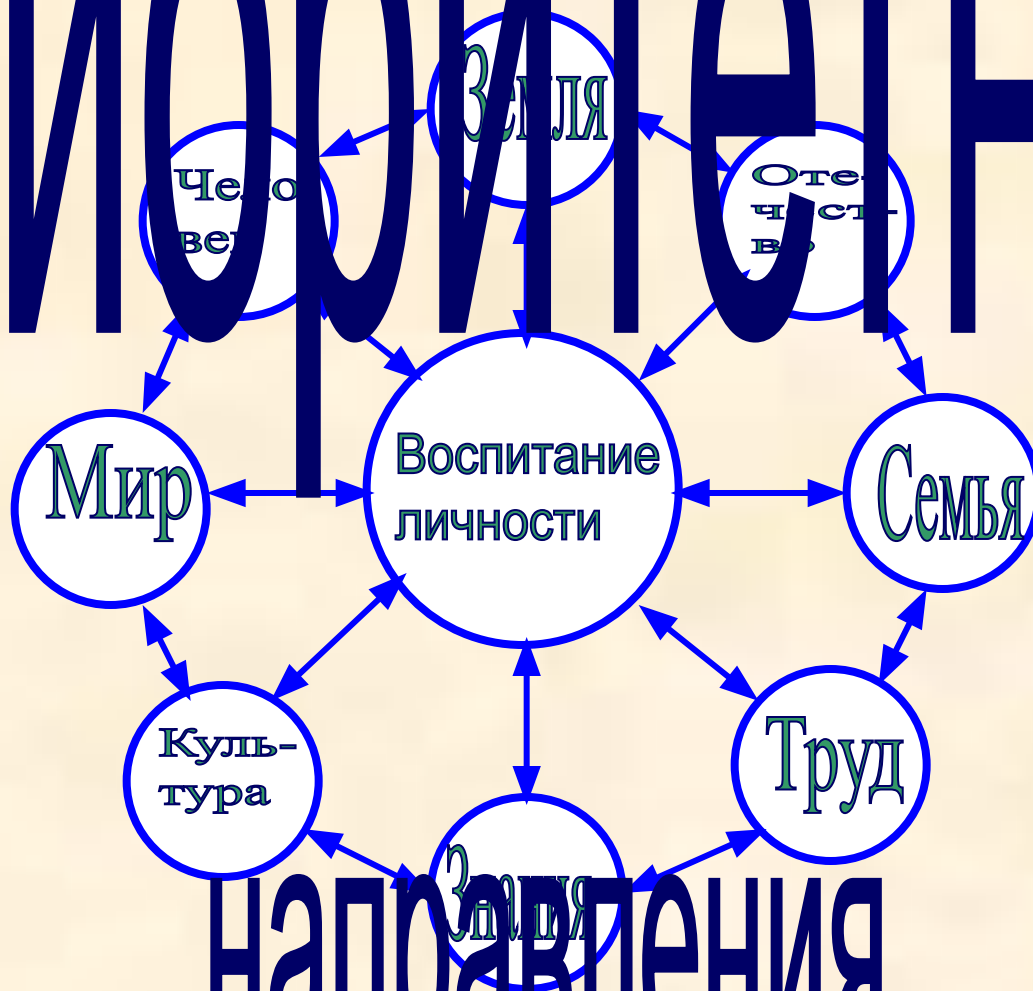 иоритетн
Земля
Чело
век
Оте-
чест-
во
Мир
Воспитание
личности
Семья
Куль-
тура
Труд
Знания
направления